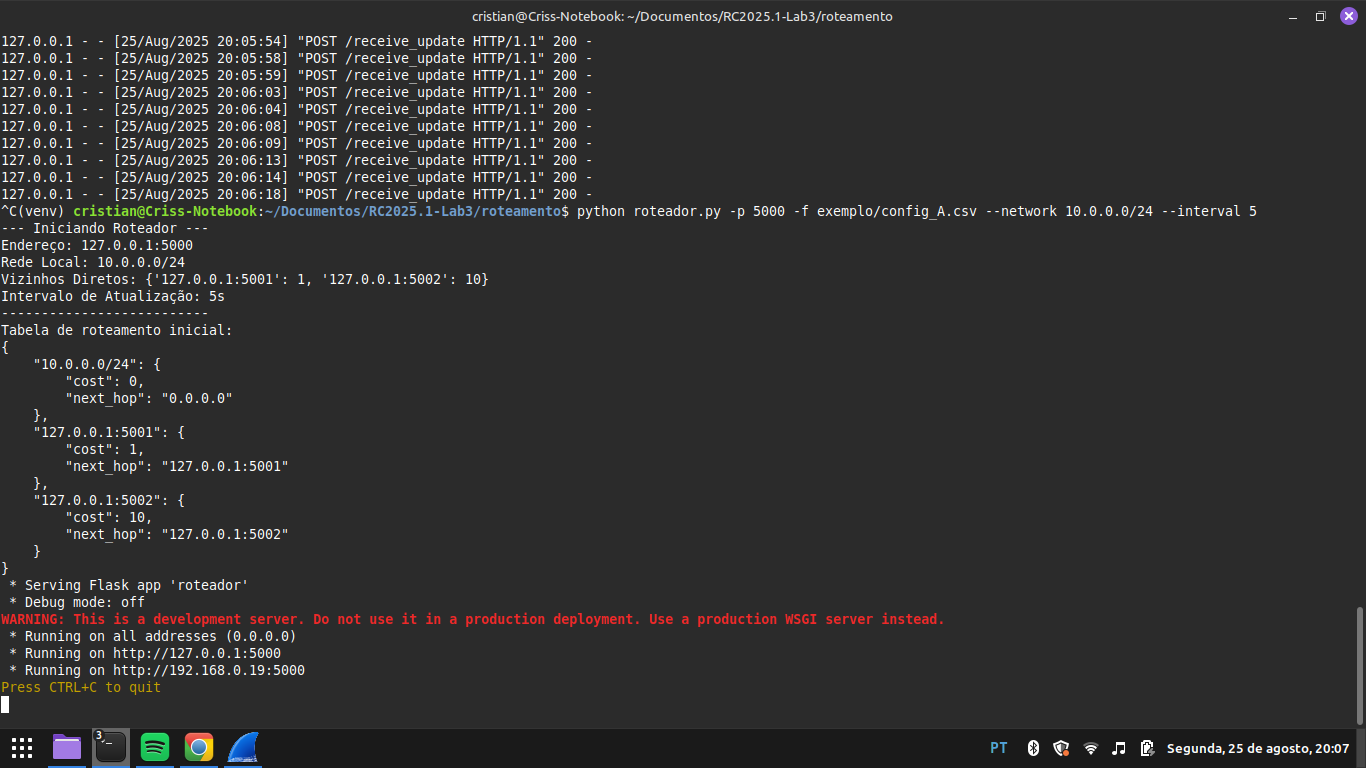 cristian@Criss-Notebook: ~/Documentos/RC2025.1-Lab3/roteamento
127.0.0.1 - - [25/Aug/2025 20:05:54] "POST /receive_update HTTP/1.1" 200 -
127.0.0.1 - - [25/Aug/2025 20:05:58] "POST /receive_update HTTP/1.1" 200 -
127.0.0.1 - - [25/Aug/2025 20:05:59] "POST /receive_update HTTP/1.1" 200 -
127.0.0.1 - - [25/Aug/2025 20:06:03] "POST /receive_update HTTP/1.1" 200 -
127.0.0.1 - - [25/Aug/2025 20:06:04] "POST /receive_update HTTP/1.1" 200 -
127.0.0.1 - - [25/Aug/2025 20:06:08] "POST /receive_update HTTP/1.1" 200 -
127.0.0.1 - - [25/Aug/2025 20:06:09] "POST /receive_update HTTP/1.1" 200 -
127.0.0.1 - - [25/Aug/2025 20:06:13] "POST /receive_update HTTP/1.1" 200 -
127.0.0.1 - - [25/Aug/2025 20:06:14] "POST /receive_update HTTP/1.1" 200 -
127.0.0.1 - - [25/Aug/2025 20:06:18] "POST /receive_update HTTP/1.1" 200 -
^C(venv) cristian@Criss-Notebook:~/Documentos/RC2025.1-Lab3/roteamento$ python roteador.py -p 5000 -f exemplo/config_A.csv --network 10.0.0.0/24 --interval 5
--- Iniciando Roteador ---
Endereço: 127.0.0.1:5000
Rede Local: 10.0.0.0/24
Vizinhos Diretos: {'127.0.0.1:5001': 1, '127.0.0.1:5002': 10}
Intervalo de Atualização: 5s
--------------------------
Tabela de roteamento inicial:
{
    "10.0.0.0/24": {
        "cost": 0,
        "next_hop": "0.0.0.0"
    },
    "127.0.0.1:5001": {
        "cost": 1,
        "next_hop": "127.0.0.1:5001"
    },
    "127.0.0.1:5002": {
        "cost": 10,
        "next_hop": "127.0.0.1:5002"
    }
}
 * Serving Flask app 'roteador'
 * Debug mode: off
WARNING: This is a development server. Do not use it in a production deployment. Use a production WSGI server instead.
 * Running on all addresses (0.0.0.0)
 * Running on http://127.0.0.1:5000
 * Running on http://192.168.0.19:5000
Press CTRL+C to quit
3
PT
Segunda, 25 de agosto, 20:07